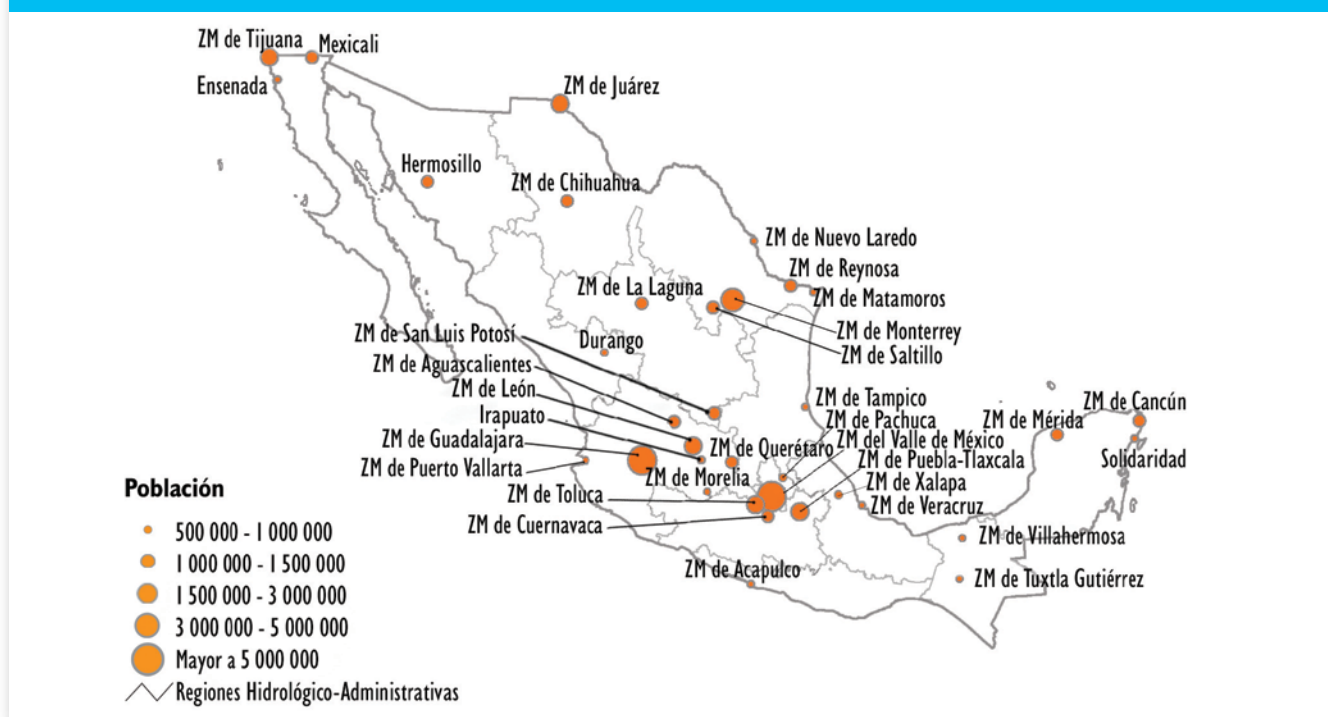 ZM de Tijuana
Mexicali
Ensenada
ZM de Juárez
Hermosillo
ZM de Chihuahua
ZM de Nuevo Laredo
ZM de Reynosa
ZM de La Laguna
ZM de Matamoros
ZM de Monterrey
ZM de San Luis Potosí
Durango
ZM de Saltillo
ZM de Aguascalientes
ZM de León
Irapuato
ZM de Tampico
ZM de Cancún
ZM de Pachuca
ZM de Mérida
ZM de Guadalajara
ZM de Querétaro
ZM del Valle de México
ZM de Puebla-Tlaxcala
Solidaridad
ZM de Puerto Vallarta
ZM de Morelia
ZM de Xalapa
ZM de Toluca
ZM de Veracruz
ZM de Cuernavaca
ZM de Villahermosa
ZM de Acapulco
ZM de Tuxtla Gutiérrez
Población
500 000 - 1 000 000
1 000 000 - 1 500 000
1 500 000 - 3 000 000
3 000 000 - 5 000 000
Mayor a 5 000 000
Regiones Hidrológico-Administrativas